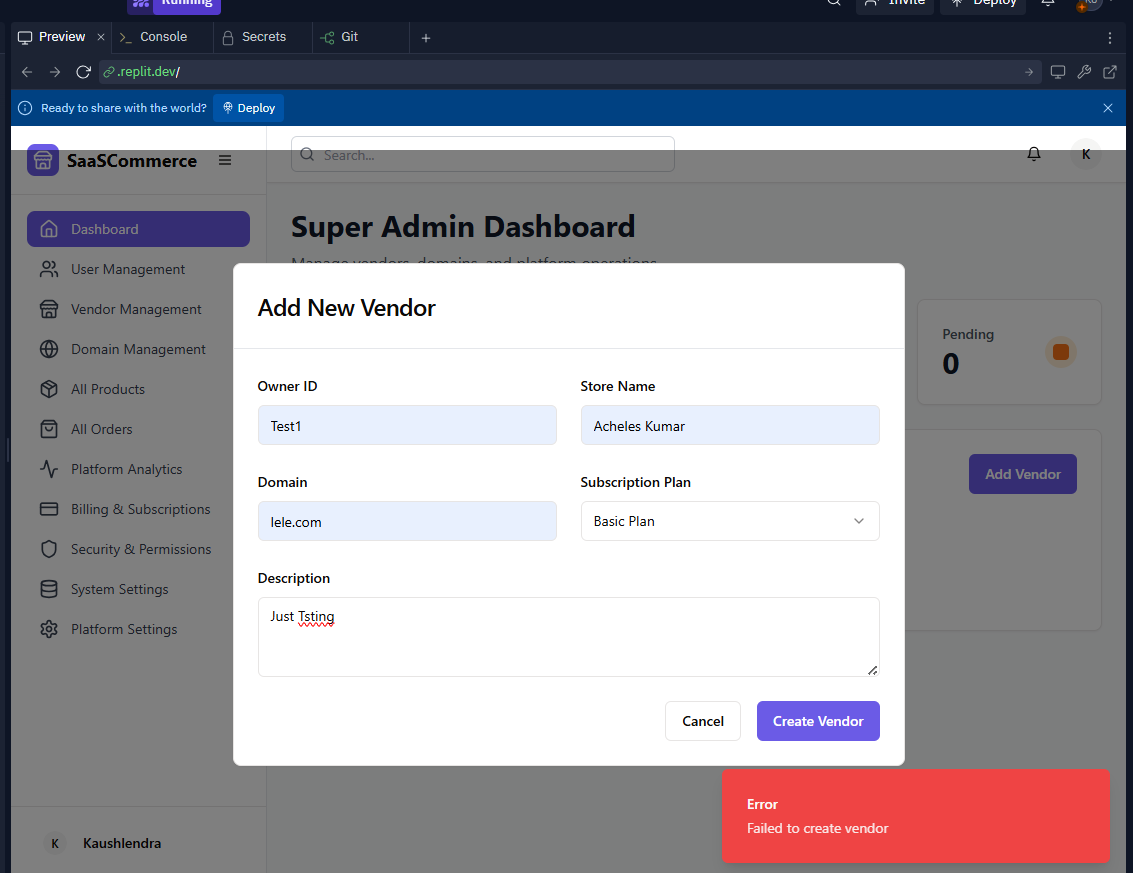 Running
Invite
Deploy
Preview
Console
Secrets
Git
.replit.dev/
Ready to share with the world?
Deploy
SaaSCommerce
Search...
K
Dashboard
User Management
Vendor Management
Domain Management
All Products
All Orders
Platform Analytics
Billing & Subscriptions
Security & Permissions
System Settings
Platform Settings
K
Kaushlendra
Super Admin Dashboard
Manage vendors, domains, and platform operations
Pending
0
Add Vendor
Add New Vendor
Owner ID
Store Name
Test1
Acheles Kumar
Domain
Subscription Plan
lele.com
Basic Plan
Description
Just Tsting
Cancel
Create Vendor
Error
Failed to create vendor